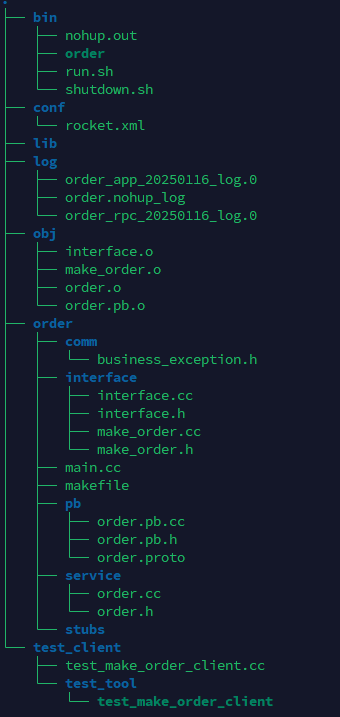 .
├── bin
│   ├── nohup.out
│   ├── order
│   ├── run.sh
│   └── shutdown.sh
├── conf
│   └── rocket.xml
├── lib
├── log
│   ├── order_app_20250116_log.0
│   ├── order.nohup_log
│   └── order_rpc_20250116_log.0
├── obj
│   ├── interface.o
│   ├── make_order.o
│   ├── order.o
│   └── order.pb.o
├── order
│   ├── comm
│   │   └── business_exception.h
│   ├── interface
│   │   ├── interface.cc
│   │   ├── interface.h
│   │   ├── make_order.cc
│   │   └── make_order.h
│   ├── main.cc
│   ├── makefile
│   ├── pb
│   │   ├── order.pb.cc
│   │   ├── order.pb.h
│   │   └── order.proto
│   ├── service
│   │   ├── order.cc
│   │   └── order.h
│   └── stubs
└── test_client
    ├── test_make_order_client.cc
    └── test_tool
        └── test_make_order_client